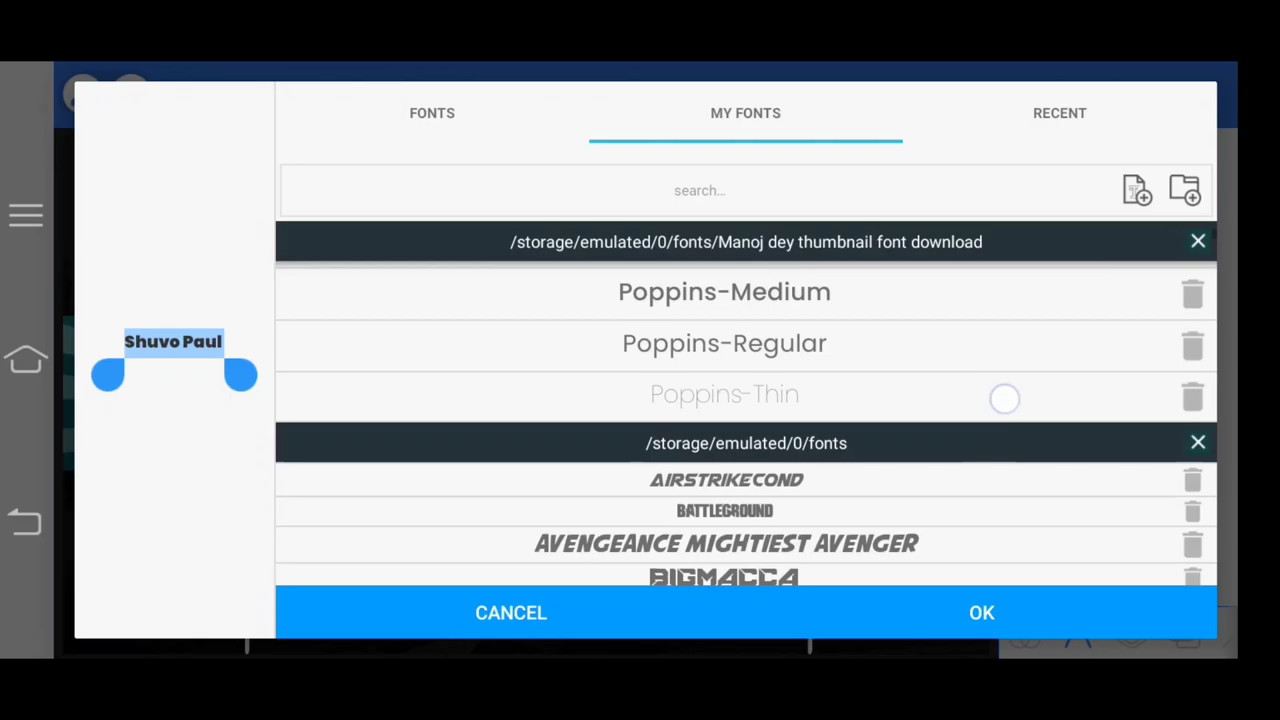 FONTS
MY FONTS
RECENT
search...
/storage/emulated/0/fonts/Manoj dey thumbnail font download
Poppins-Medium
Shuvo Paul
Poppins-Regular
Poppins-Thin
/storage/emulated/0/fonts
AIRSTRIKECOND
BATTLEGROUND
AVENGEANCE MIGHTIEST AVENGER
BIGMACCA
CANCEL
OK